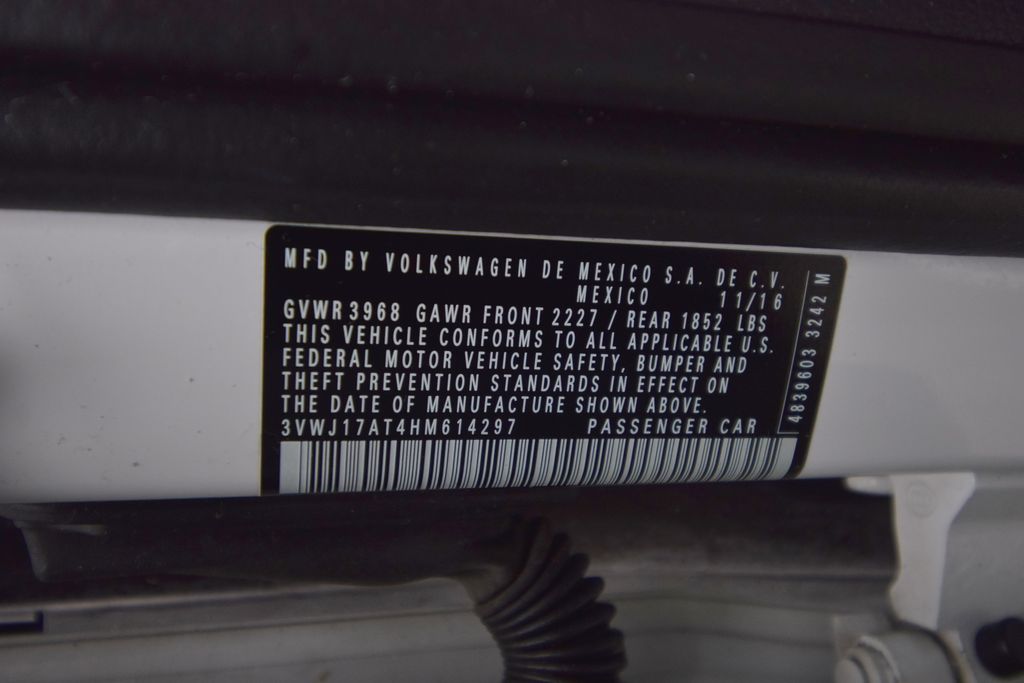 MFD BY VOLKSWAGEN DE MEXICO S.A. DE C.V.
MEXICO 11/16
GVWR 3968 GAWR FRONT 2227 / REAR 1852 LBS
THIS VEHICLE CONFORMS TO ALL APPLICABLE U.S.
FEDERAL MOTOR VEHICLE SAFETY, BUMPER AND
THEFT PREVENTION STANDARDS IN EFFECT ON
THE DATE OF MANUFACTURE SHOWN ABOVE.
3VWJ17AT4HM614297 PASSENGER CAR
4839603 3242 M